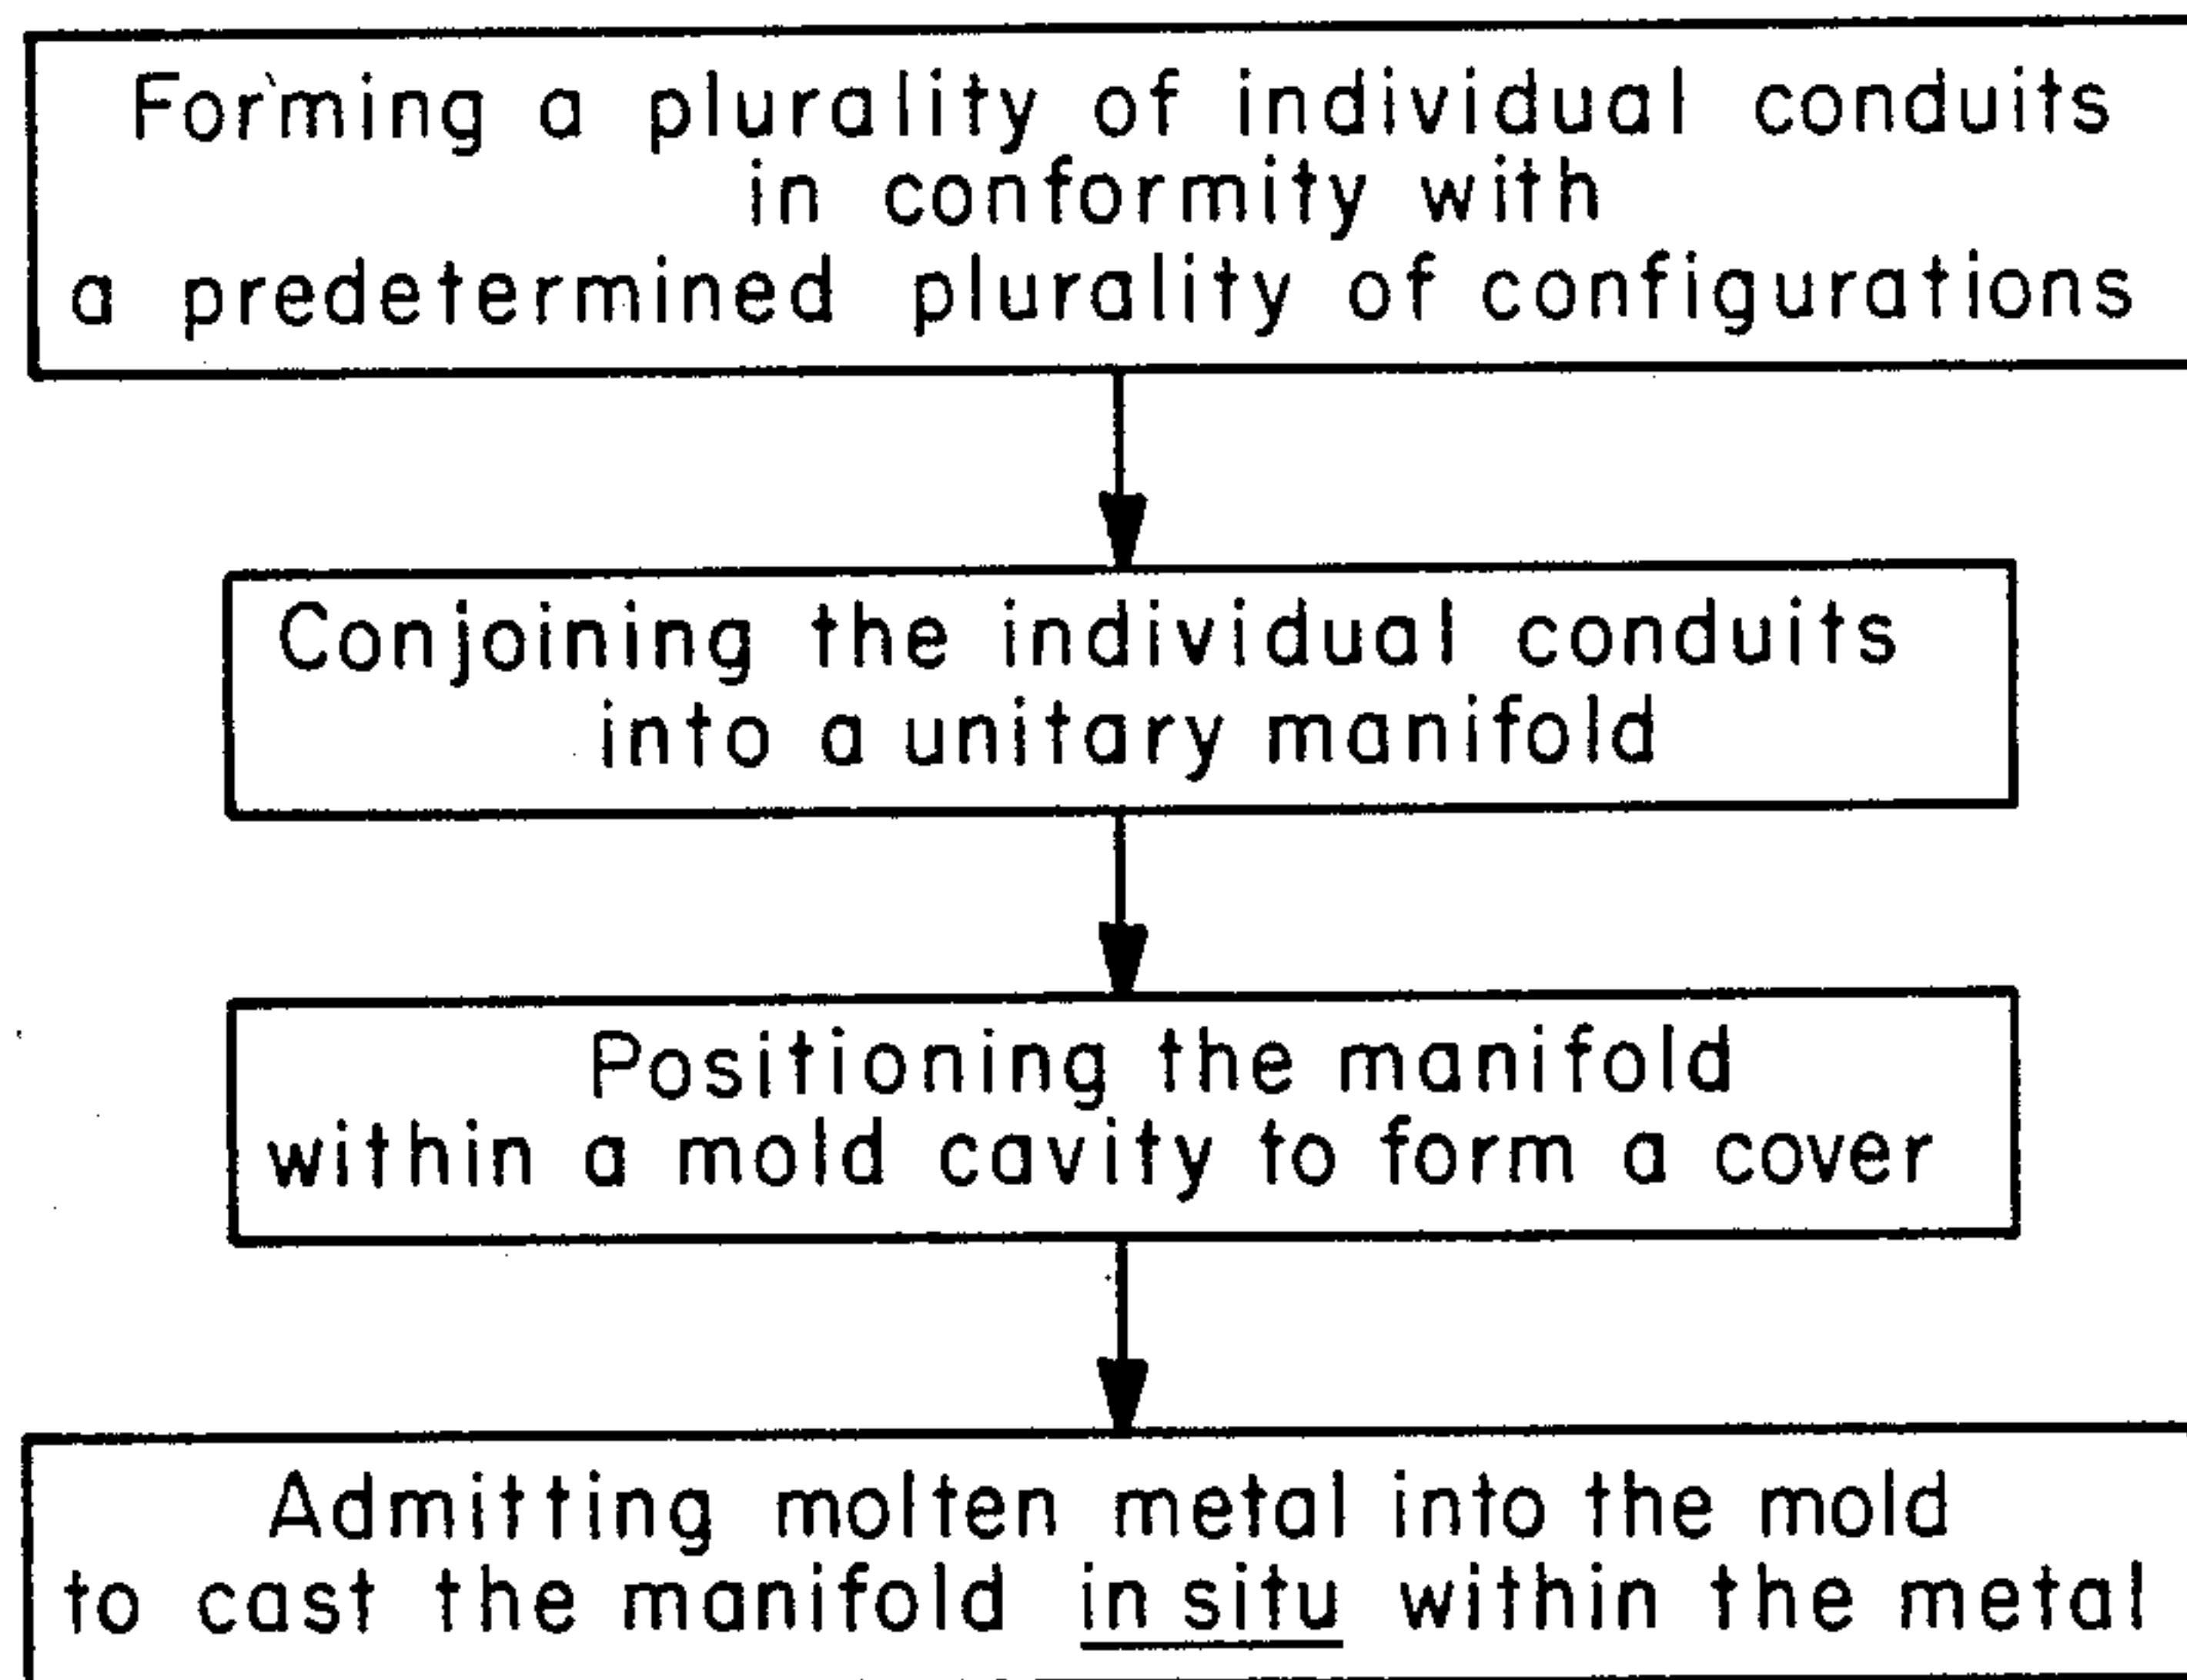 Forming a plurality of individual conduits
in conformity with
a predetermined plurality of configurations
Conjoining the individual conduits
into a unitary manifold
Positioning the manifold
within a mold cavity to form a cover
Admitting molten metal into the mold
to cast the manifold in situ within the metal